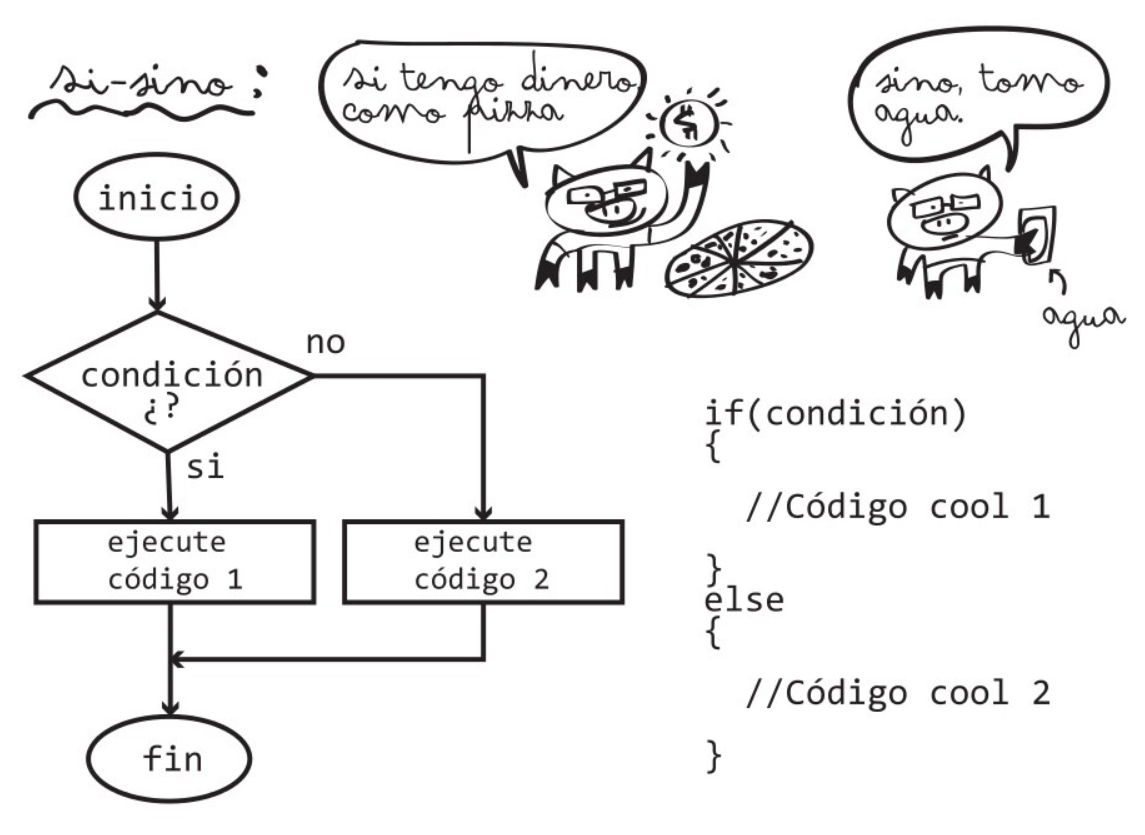 si-sino:
si tengo dinero,
como pizza
sino, tomo
agua.
agua
inicio
condición
¿?
no
si
ejecute
código 1
ejecute
código 2
fin
if(condición)
{
//Código cool 1
}
else
{
//Código cool 2
}